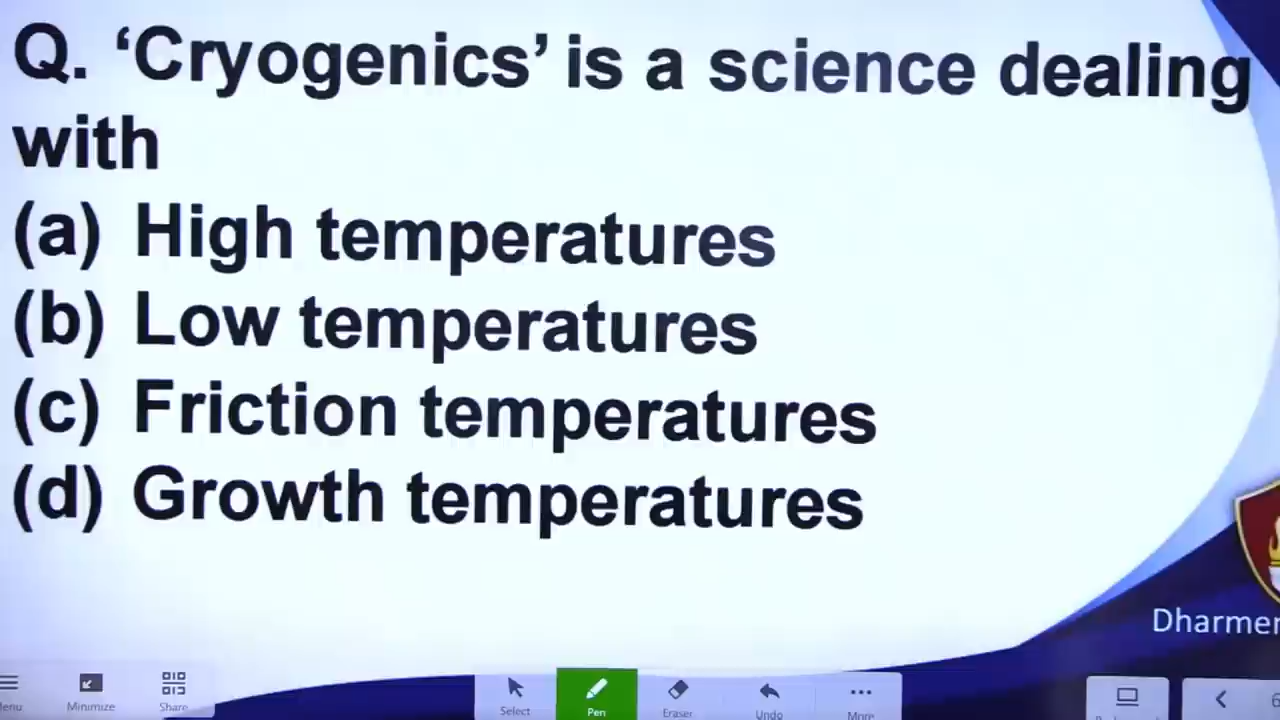 Q. ‘Cryogenics’ is a science dealing
with
(a) High temperatures
(b) Low temperatures
(c) Friction temperatures
(d) Growth temperatures
Minimize
Share
Select
Pen
Eraser
Undo
More